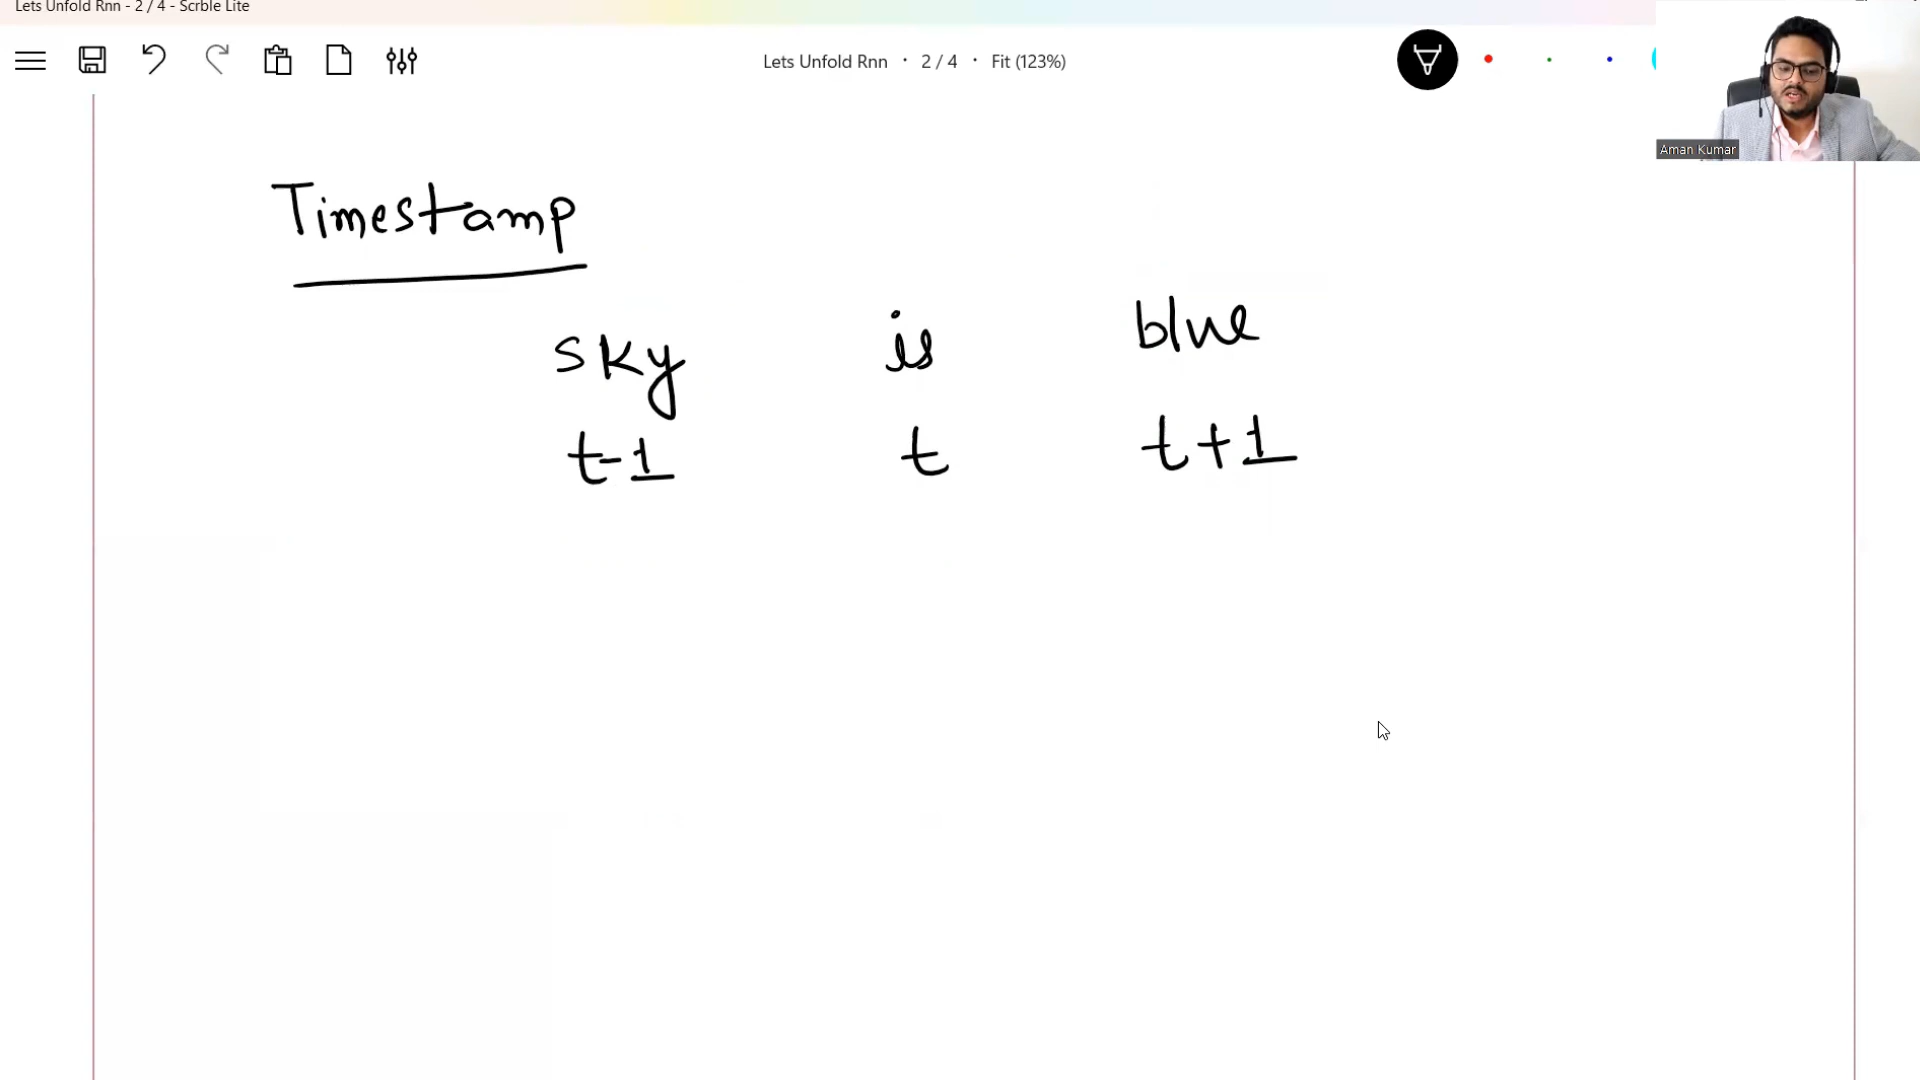 Lets Unfold Rnn - 2 / 4 - Scrble Lite
Lets Unfold Rnn • 2 / 4 • Fit (123%)
Aman Kumar
Timestamp
sky is blue
t-1 t t+1